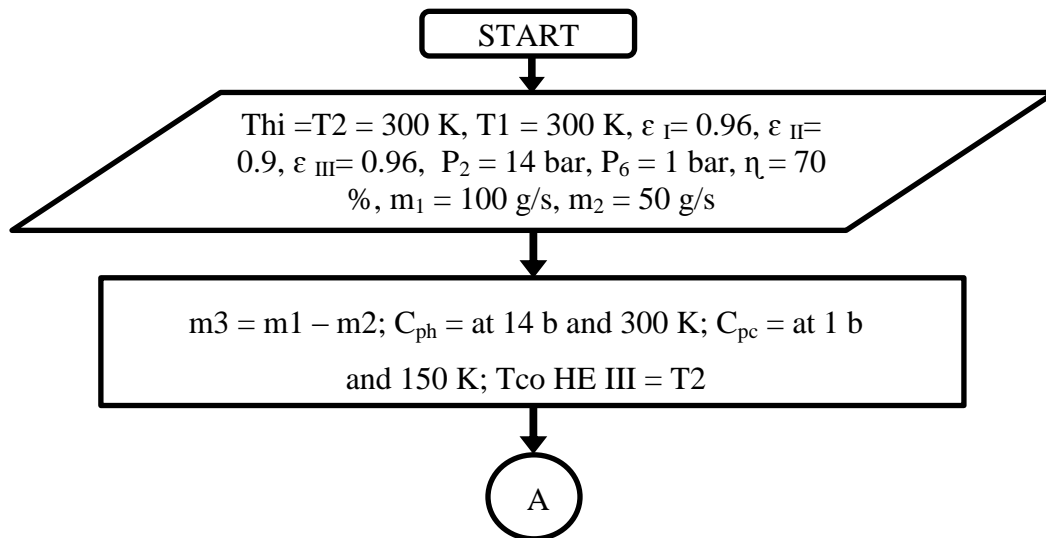 START
Thi =T2 = 300 K, T1 = 300 K, ε I= 0.96, ε II=
0.9, ε III= 0.96, P2 = 14 bar, P6 = 1 bar, η = 70
%, m1 = 100 g/s, m2 = 50 g/s
m3 = m1 – m2; Cph = at 14 b and 300 K; Cpc = at 1 b
and 150 K; Tco HE III = T2
A